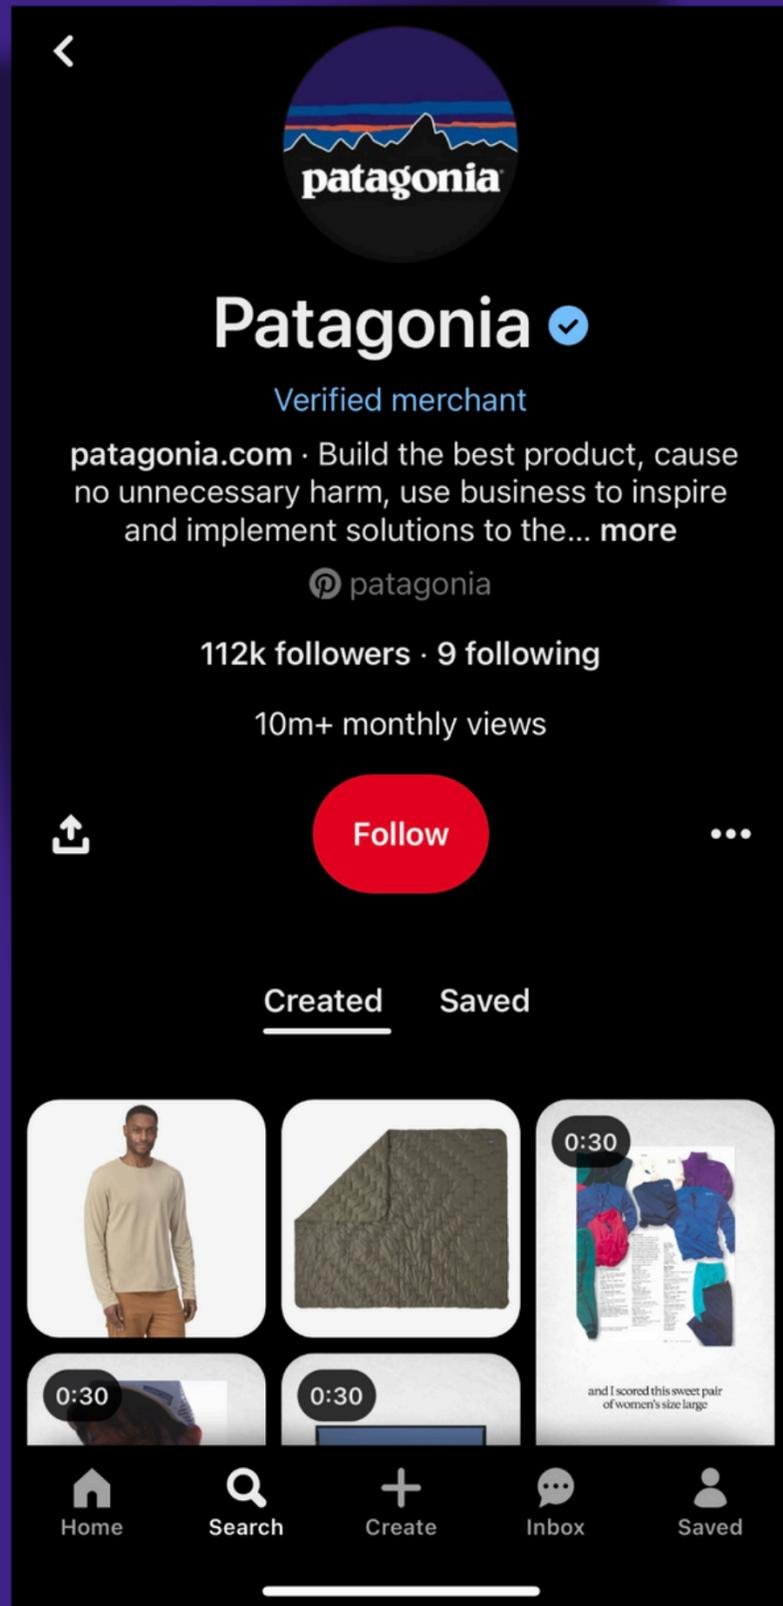 patagonia
Patagonia
Verified merchant
patagonia.com · Build the best product, cause
no unnecessary harm, use business to inspire
and implement solutions to the... more
patagonia
112k followers · 9 following
10m+ monthly views
Follow
Created Saved
0:30
and I scored this sweet pair
of women's size large
0:30 0:30
Home Search Create Inbox Saved